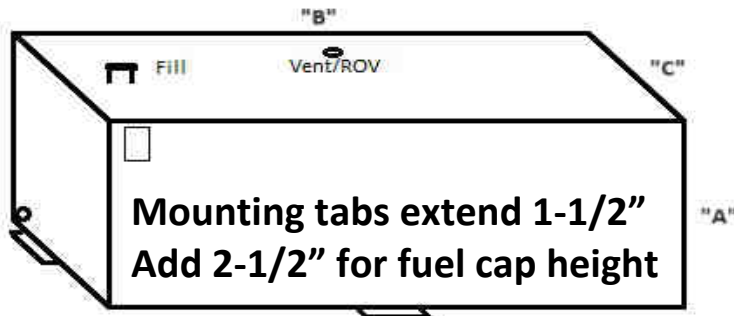 "B"
Fill
Vent/ROV
"C"
"A"
Mounting tabs extend 1-1/2”
Add 2-1/2” for fuel cap height